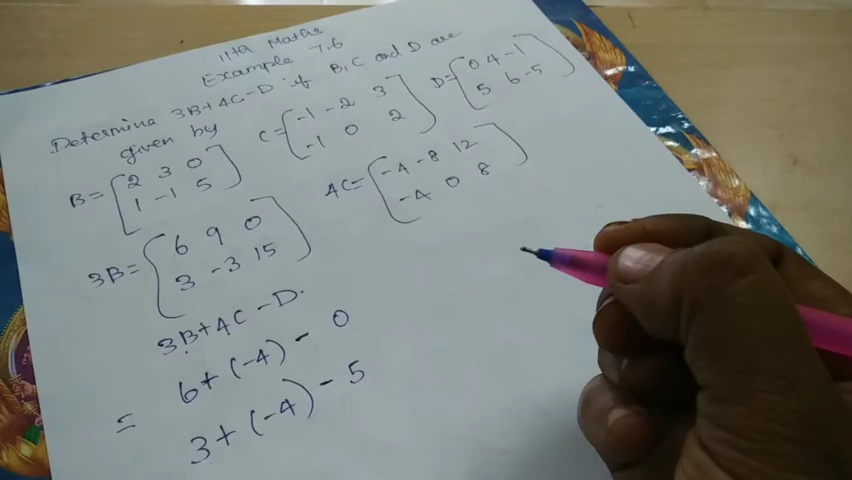 11th Maths
Example 7.6
Determine 3B+4C-D if B, C and D are
given by
B = [2 3 0
1 -1 5]
C = [-1 -2 3
-1 0 2]
D = [0 4 -1
5 6 -5]
3B = [6 9 0
3 -3 15]
4C = [-4 -8 12
-4 0 8]
3B+4C-D.
= 6+(-4)-0
3+(-4)-5